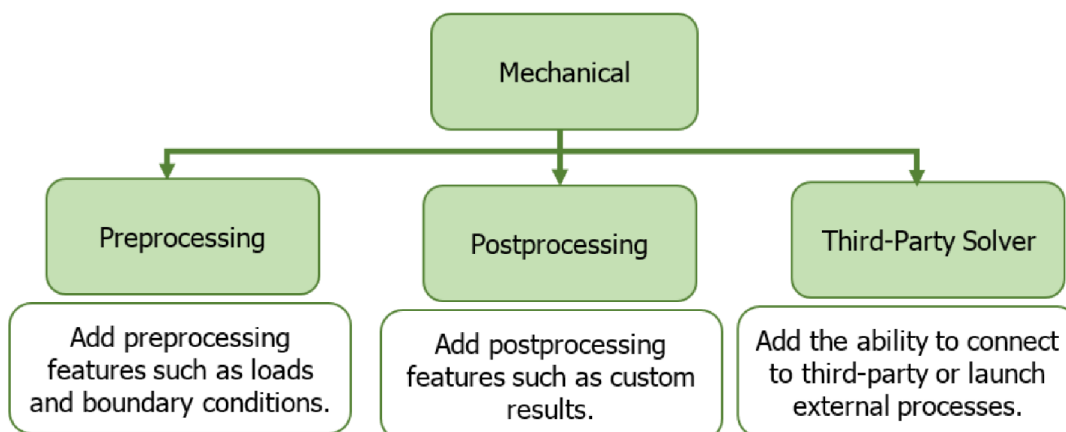 Mechanical
Preprocessing
Postprocessing
Third-Party Solver
Add preprocessing
features such as loads
and boundary conditions.
Add postprocessing
features such as custom
results.
Add the ability to connect
to third-party or launch
external processes.